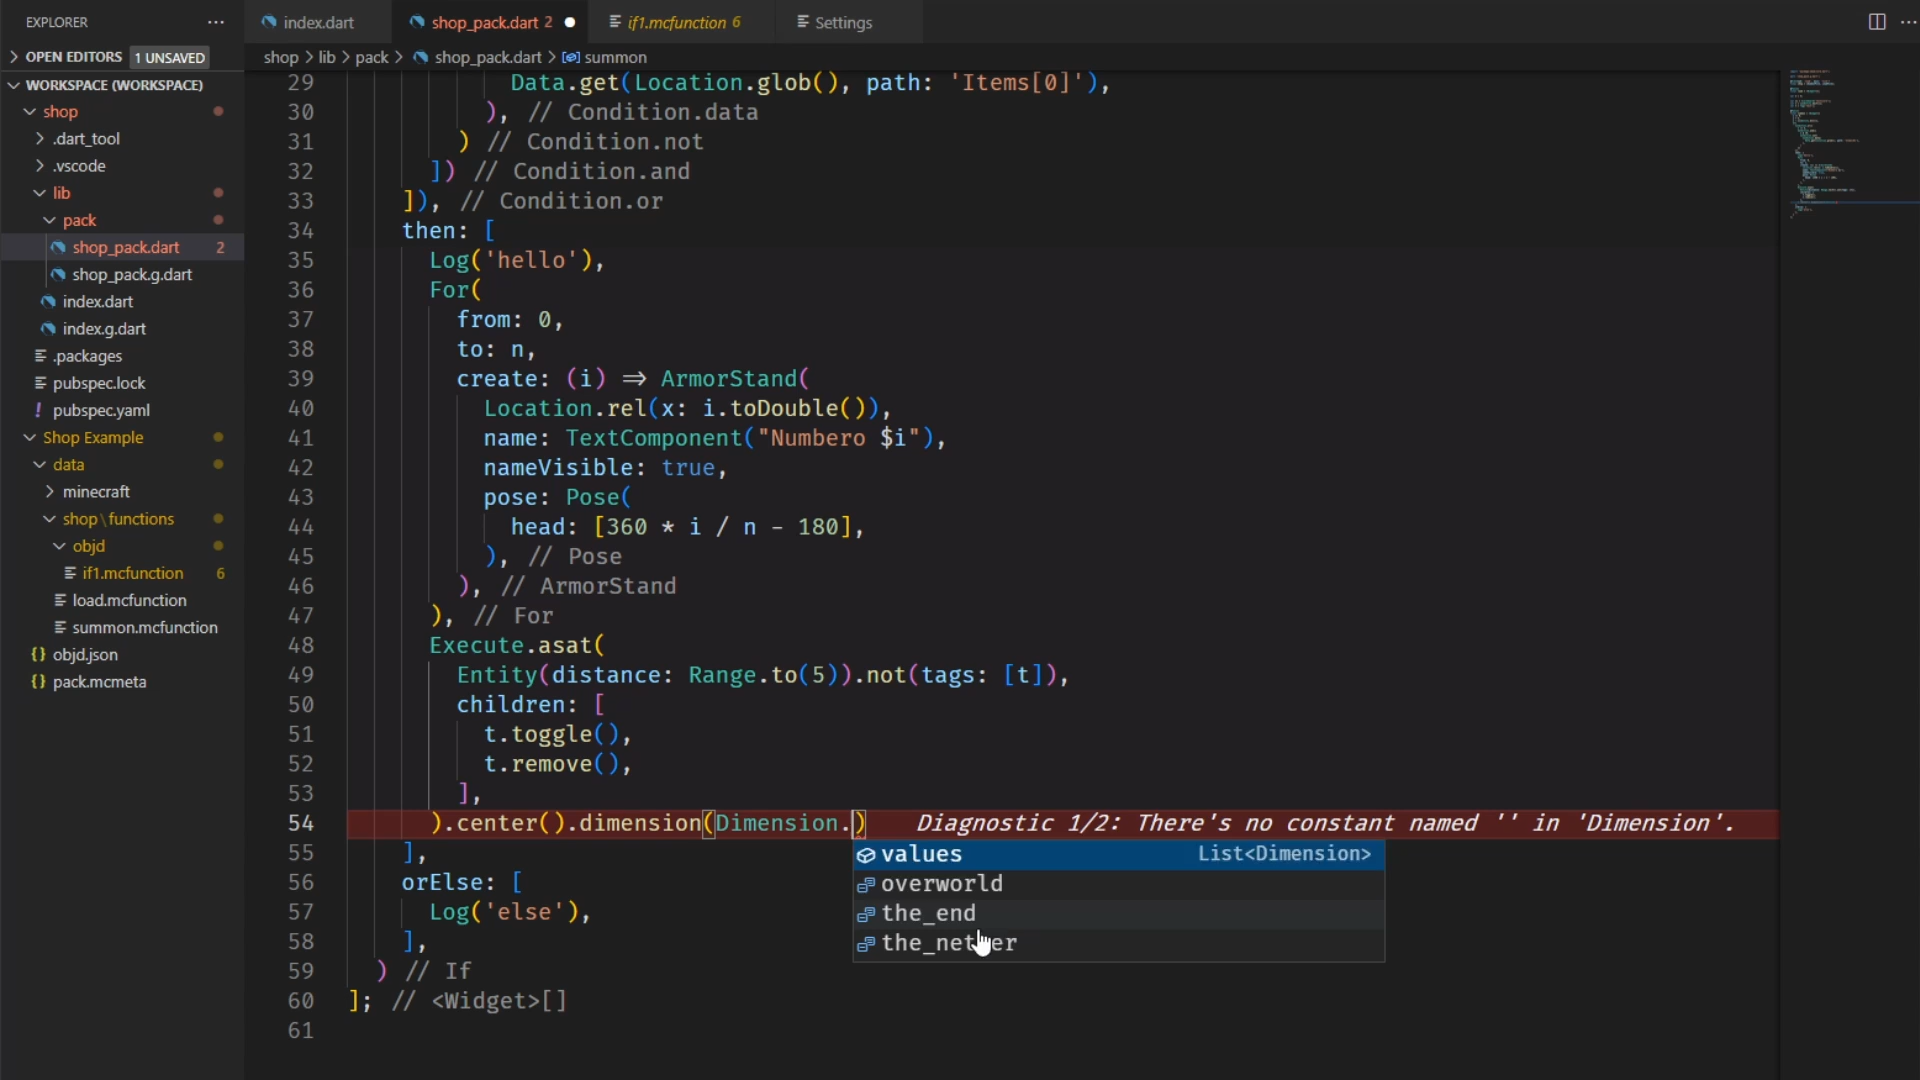 EXPLORER ···
index.dart
shop_pack.dart 2
if1.mcfunction 6
Settings
OPEN EDITORS 1 UNSAVED
shop > lib > pack > shop_pack.dart > summon
WORKSPACE (WORKSPACE)
shop
.dart_tool
.vscode
lib
pack
shop_pack.dart 2
shop_pack.g.dart
index.dart
index.g.dart
.packages
pubspec.lock
! pubspec.yaml
Shop Example
data
minecraft
shop\functions
objd
if1.mcfunction 6
load.mcfunction
summon.mcfunction
{} objd.json
{} pack.mcmeta
29 Data.get(Location.glob(), path: 'Items[0]'),
30 ), // Condition.data
31 ) // Condition.not
32 ]) // Condition.and
33 ]), // Condition.or
34 then: [
35 Log('hello'),
36 For(
37 from: 0,
38 to: n,
39 create: (i) ⇒ ArmorStand(
40 Location.rel(x: i.toDouble()),
41 name: TextComponent("Numbero $i"),
42 nameVisible: true,
43 pose: Pose(
44 head: [360 * i / n - 180],
45 ), // Pose
46 ), // ArmorStand
47 ), // For
48 Execute.asat(
49 Entity(distance: Range.to(5)).not(tags: [t]),
50 children: [
51 t.toggle(),
52 t.remove(),
53 ],
54 ).center().dimension(Dimension.) Diagnostic 1/2: There's no constant named '' in 'Dimension'.
55 ],
56 orElse: [
57 Log('else'),
58 ],
59 ) // If
60 ]; // <Widget>[]
61
values List<Dimension>
overworld
the_end
the_nether